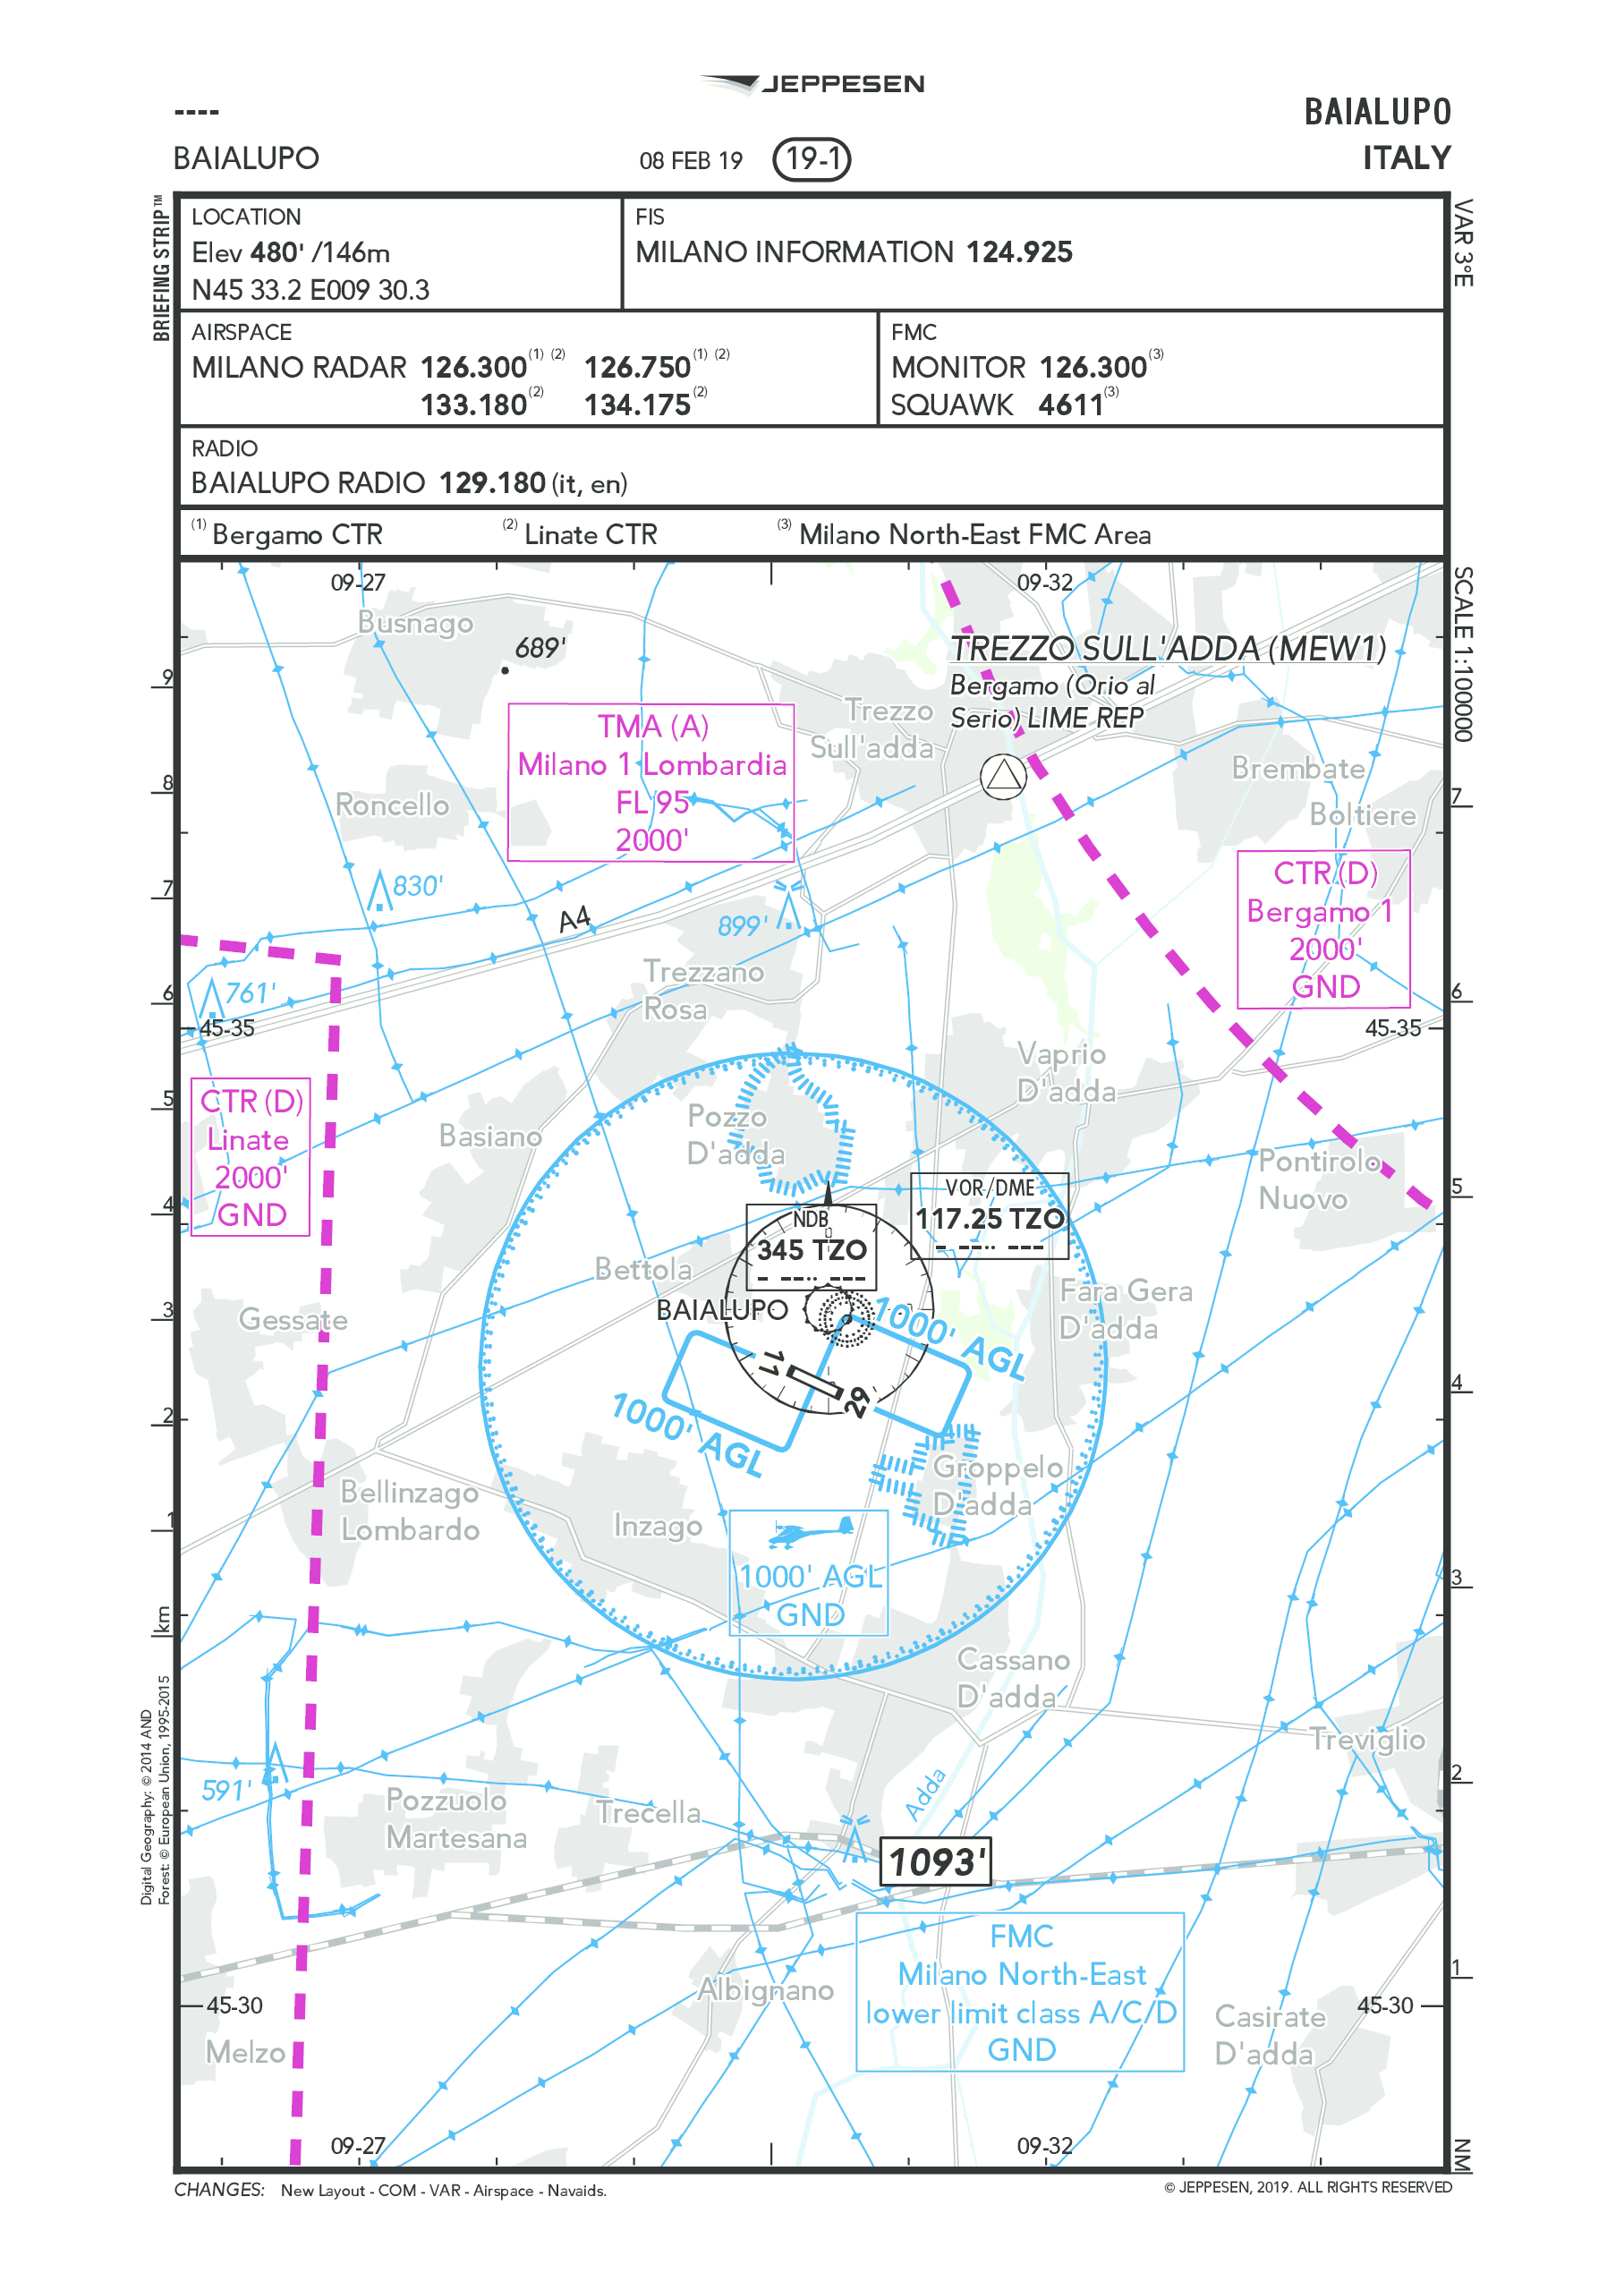 JEPPESEN
----
BAIALUPO
BAIALUPO
08 FEB 19
19-1
ITALY
BRIEFING STRIP™
VAR 3°E
LOCATION
Elev 480' /146m
N45 33.2 E009 30.3
FIS
MILANO INFORMATION 124.925
AIRSPACE
MILANO RADAR 126.300(1) (2) 126.750(1) (2)
133.180(2) 134.175(2)
FMC
MONITOR 126.300(3)
SQUAWK 4611(3)
RADIO
BAIALUPO RADIO 129.180 (it, en)
(1) Bergamo CTR (2) Linate CTR (3) Milano North-East FMC Area
SCALE 1:100000
09-27
09-32
Busnago
689'
TREZZO SULL'ADDA (MEW1)
Bergamo (Orio al
Serio) LIME REP
9
TMA (A)
Milano 1 Lombardia
FL 95
2000'
Trezzo
Sull'adda
Brembate
Boltiere
8
7
Roncello
830'
7
A4
899'
CTR (D)
Bergamo 1
2000'
GND
Trezzano
Rosa
6
6
761'
45-35
45-35
Vaprio
D'adda
5
CTR (D)
Linate
2000'
GND
Pozzo
D'adda
Basiano
Pontirolo
Nuovo
5
4
VOR/DME
117.25 TZO
NDB
345 TZO
Bettola
BAIALUPO
Fara Gera
D'adda
3
Gessate
1000' AGL
11
29
1000' AGL
4
2
Groppelo
D'adda
Bellinzago
Lombardo
Inzago
1
1000' AGL
GND
3
km
Cassano
D'adda
Treviglio
2
591'
Adda
Pozzuolo
Martesana
Trecella
1093'
FMC
Milano North-East
lower limit class A/C/D
GND
1
Albignano
45-30
45-30
Casirate
D'adda
Melzo
09-27
09-32
NM
Digital Geography: © 2014 AND
Forest: © European Union, 1995-2015
CHANGES: New Layout - COM - VAR - Airspace - Navaids.
© JEPPESEN, 2019. ALL RIGHTS RESERVED